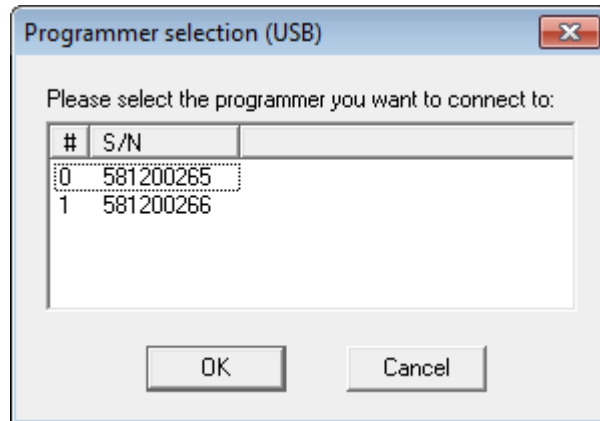 Programmer selection (USB)
Please select the programmer you want to connect to:
# S/N
0 581200265
1 581200266
OK Cancel